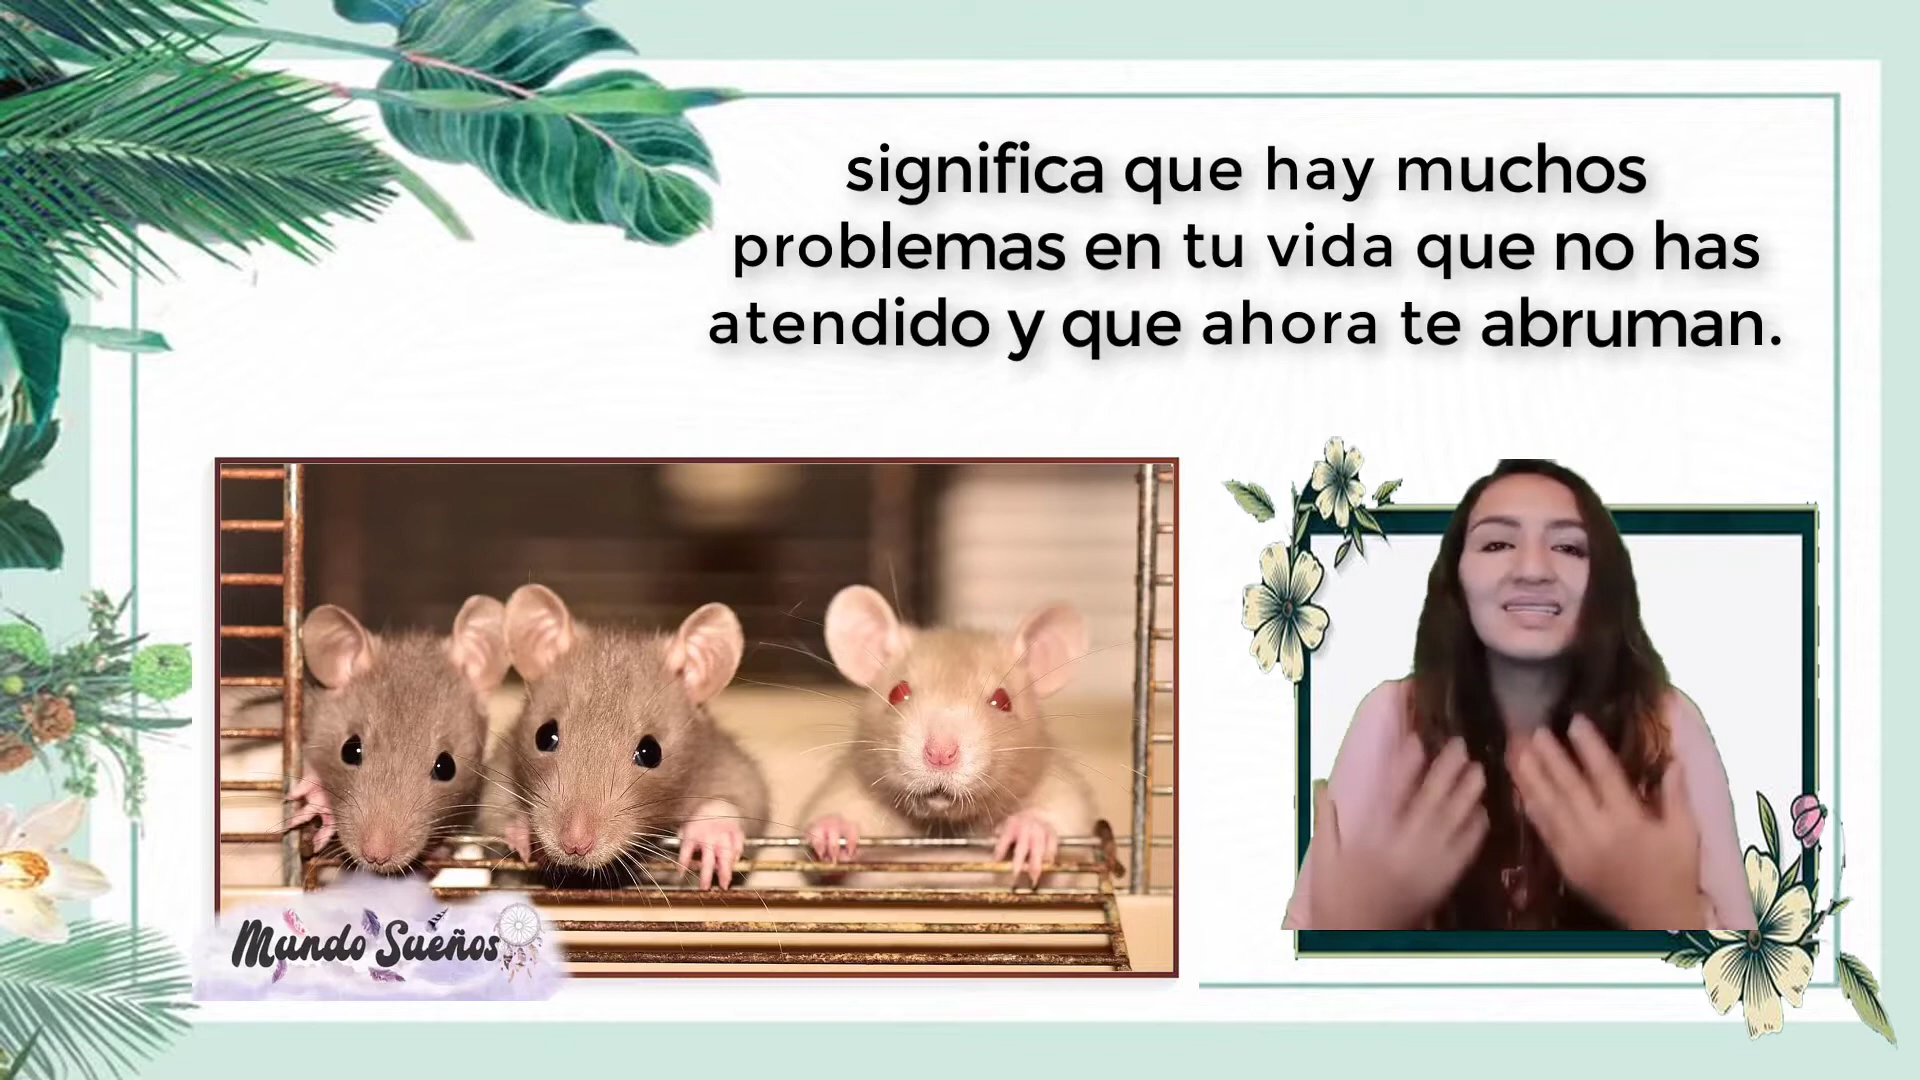 significa que hay muchos
problemas en tu vida que no has
atendido y que ahora te abruman.
Mundo Sueños